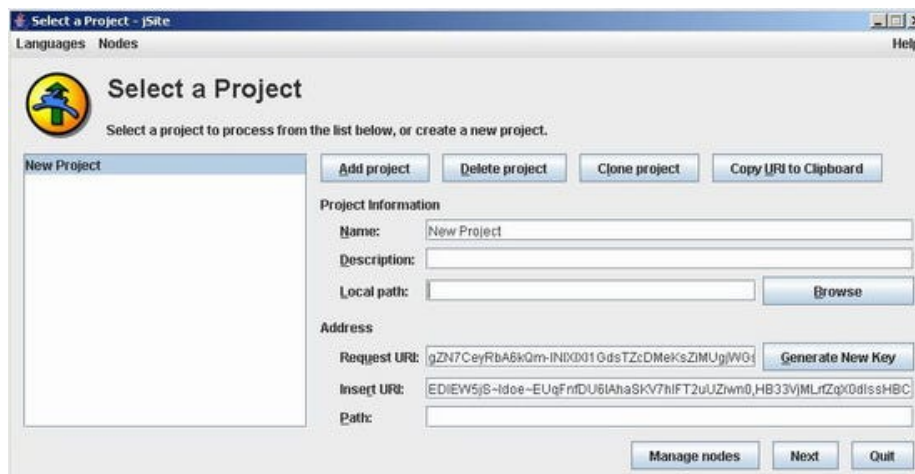 Select a Project - jSite
Languages Nodes Help
Select a Project
Select a project to process from the list below, or create a new project.
New Project
Add project Delete project Clone project Copy URI to Clipboard
Project Information
Name: New Project
Description:
Local path: Browse
Address
Request URI: Generate New Key
Insert URI:
Path:
Manage nodes Next Quit